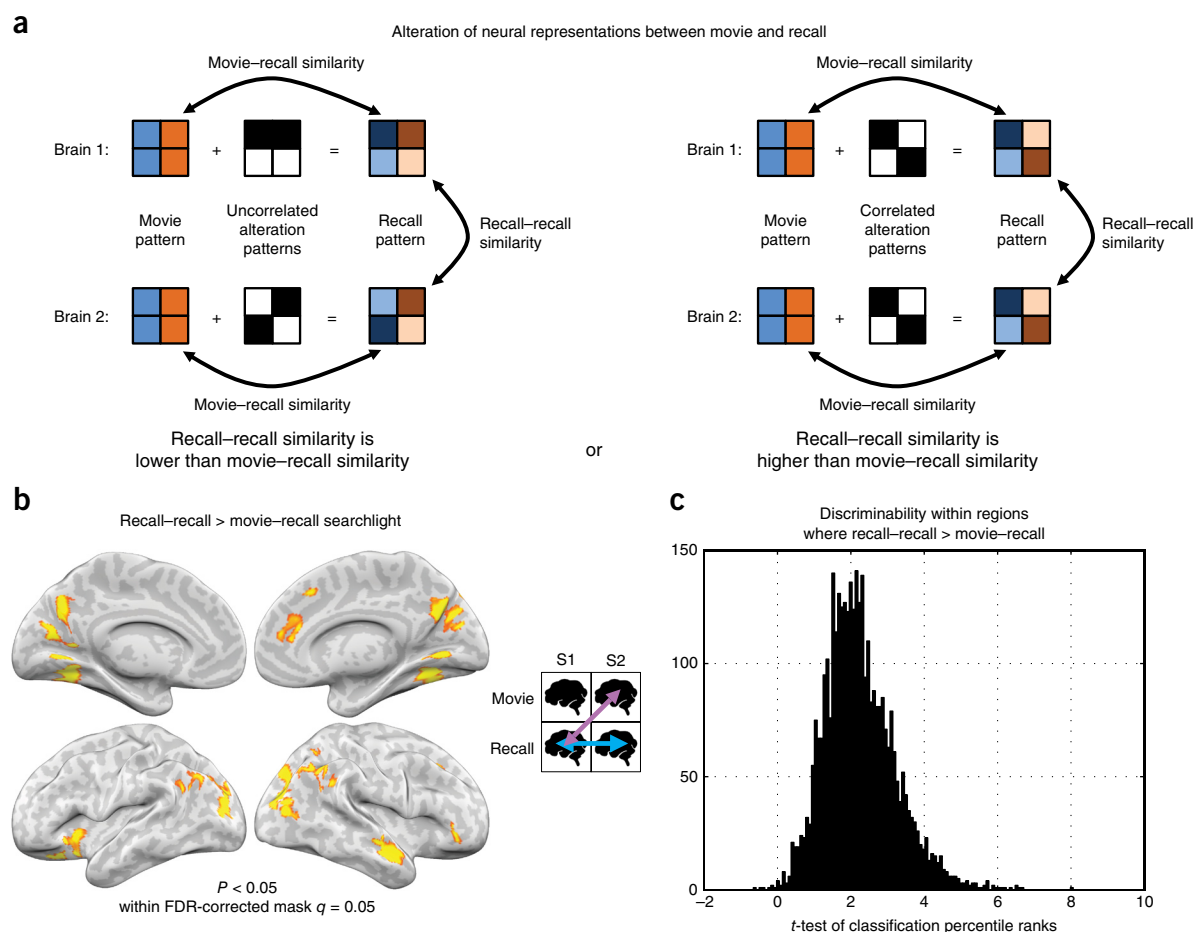 a
Alteration of neural representations between movie and recall
Movie–recall similarity
Brain 1:
+
=
Movie
pattern
Uncorrelated
alteration
patterns
Recall
pattern
Recall–recall
similarity
Brain 2:
+
=
Movie–recall similarity
Recall–recall similarity is
lower than movie–recall similarity
or
Movie–recall similarity
Brain 1:
+
=
Movie
pattern
Correlated
alteration
patterns
Recall
pattern
Recall–recall
similarity
Brain 2:
+
=
Movie–recall similarity
Recall–recall similarity is
higher than movie–recall similarity
b
Recall–recall > movie–recall searchlight
S1 S2
Movie
Recall
P < 0.05
within FDR-corrected mask q = 0.05
c
Discriminability within regions
where recall–recall > movie–recall
150
100
50
0
–2 0 2 4 6 8 10
t-test of classification percentile ranks